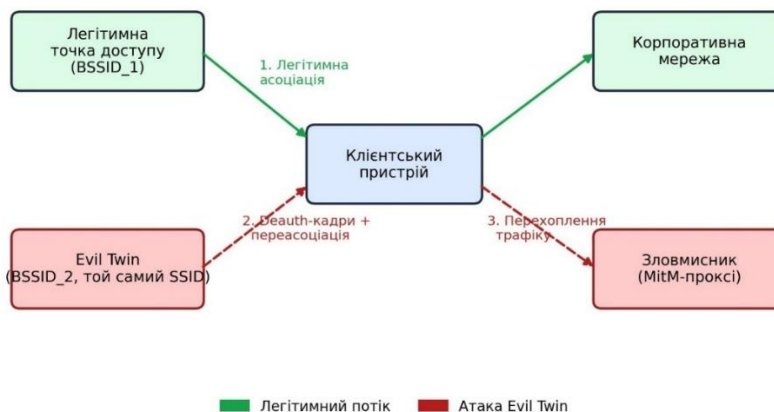 Легітимна
точка доступу
(BSSID_1)
1. Легітимна
асоціація
Корпоративна
мережа
Клієнтський
пристрій
2. Deauth-кадри +
переасоціація
3. Перехоплення
трафіку
Evil Twin
(BSSID_2, той самий SSID)
Зловмисник
(MitM-проксі)
Легітимний потік
Атака Evil Twin